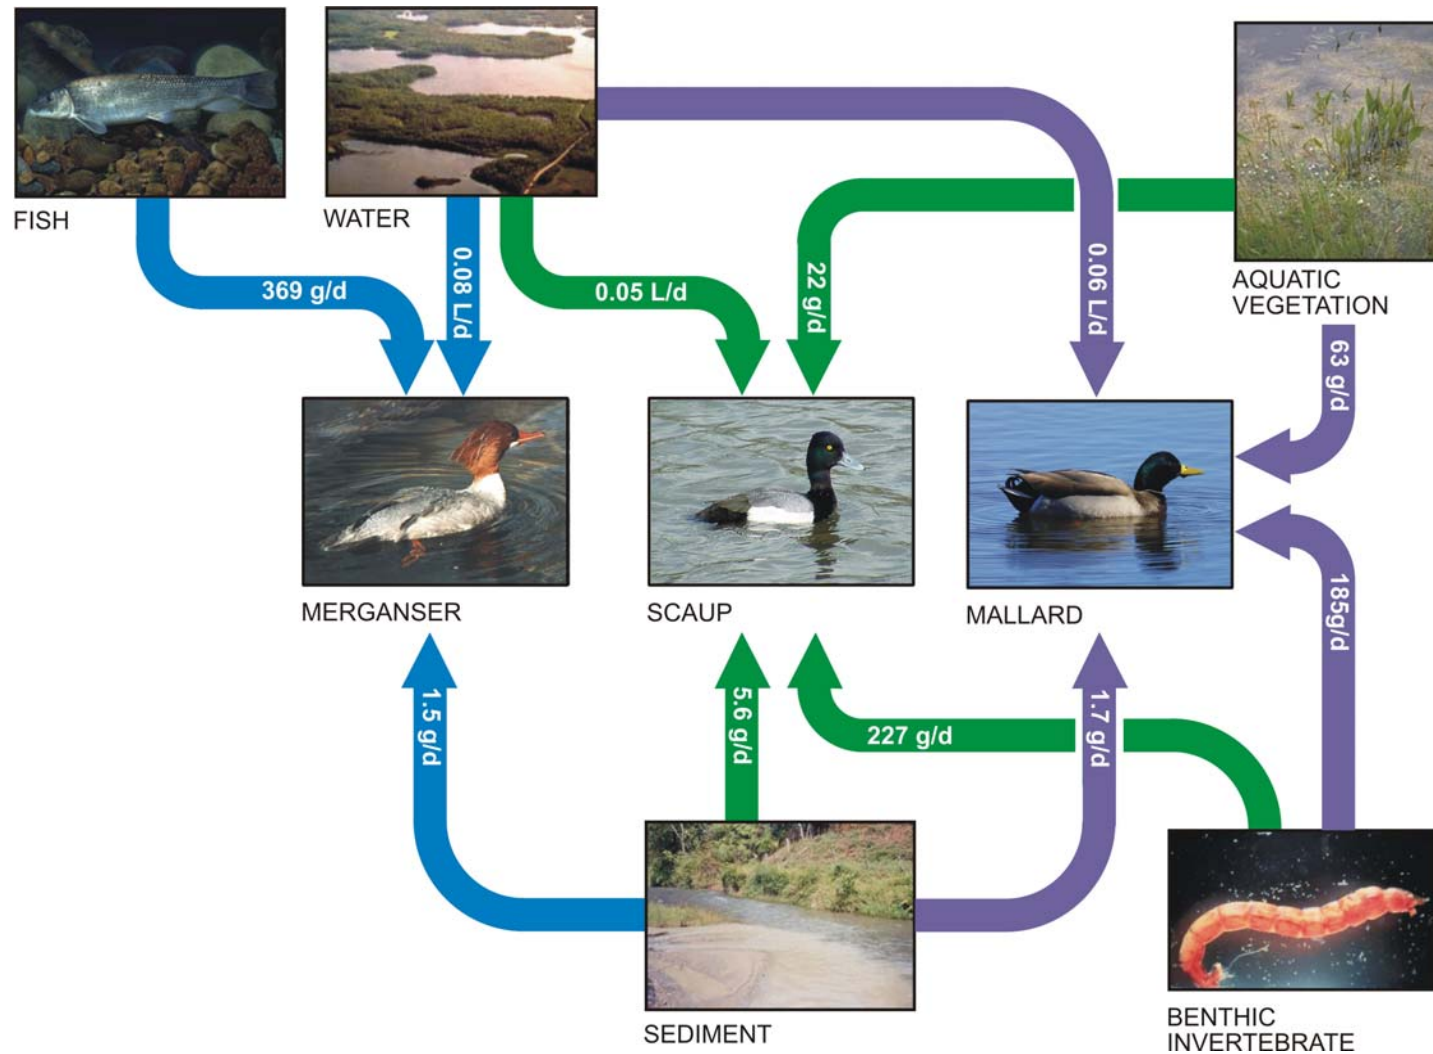 FISH
WATER
AQUATIC
VEGETATION
369 g/d
0.08 L/d
0.05 L/d
22 g/d
0.06 L/d
63 g/d
MERGANSER
SCAUP
MALLARD
185g/d
1.5 g/d
5.6 g/d
227 g/d
1.7 g/d
SEDIMENT
BENTHIC
INVERTEBRATE